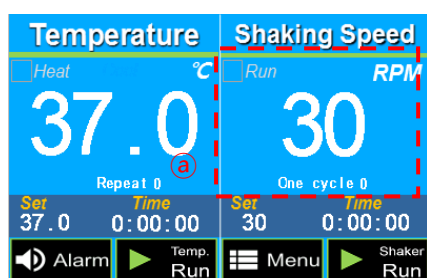 Temperature
Heat
℃
37.0
ⓐ
Repeat 0
Set
Time
37.0
0:00:00
Alarm
Temp.
Run
Shaking Speed
Run
RPM
30
One cycle 0
Set
Time
30
0:00:00
Menu
Shaker
Run